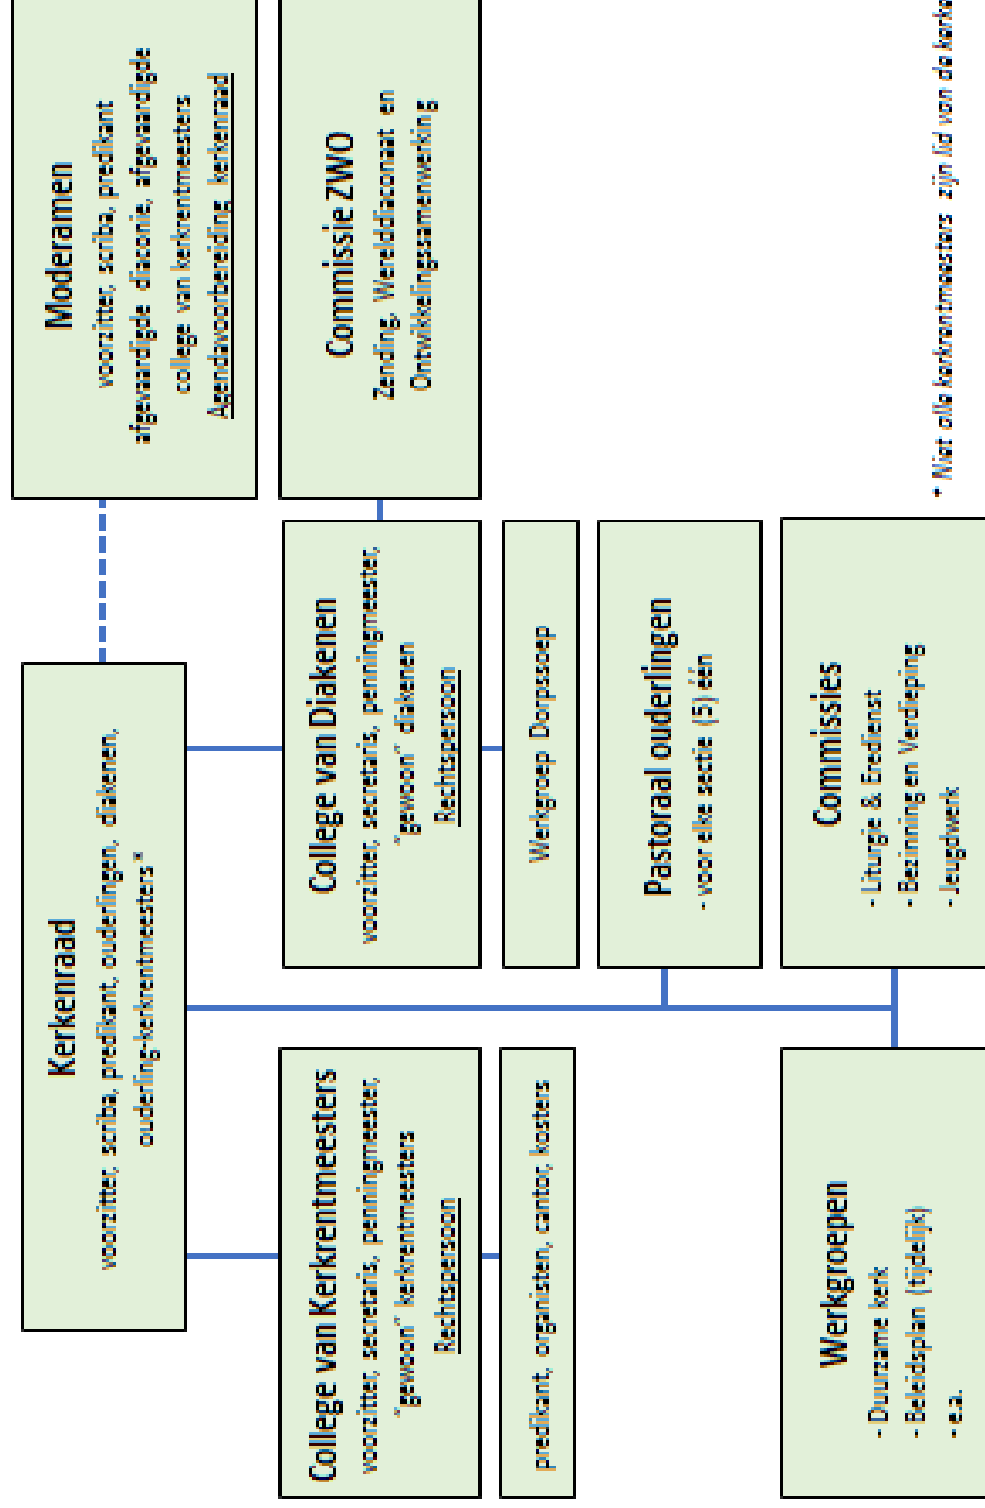 Kerkenraad
voorzitter, scriba, predikant, ouderlingen, diakenen,
ouderling-kerkrentmeesters *
Moderamen
voorzitter, scriba, predikant
afgevaardigde diaconie, afgevaardigde
college van kerkrentmeesters
Agendavoorbereiding kerkenraad
College van Kerkrentmeesters
voorzitter, secretaris, penningmeester,
"gewoon" kerkrentmeesters
Rechtspersoon
College van Diakenen
voorzitter, secretaris, penningmeester,
"gewoon" diakenen
Rechtspersoon
Commissie ZWO
Zending, Werelddiaconaat en
Ontwikkelingssamenwerking
predikant, organisten, cantor, kosters
Werkgroep Dorpssoep
Pastoraal ouderlingen
- voor elke sectie (5) één
Werkgroepen
- Duurzame kerk
- Beleidsplan (tijdelijk)
- e.a.
Commissies
- Liturgie & Eredienst
- Bezinning en Verdieping
- Jeugdwerk
* Niet alle kerkrentmeesters zijn lid van de kerke